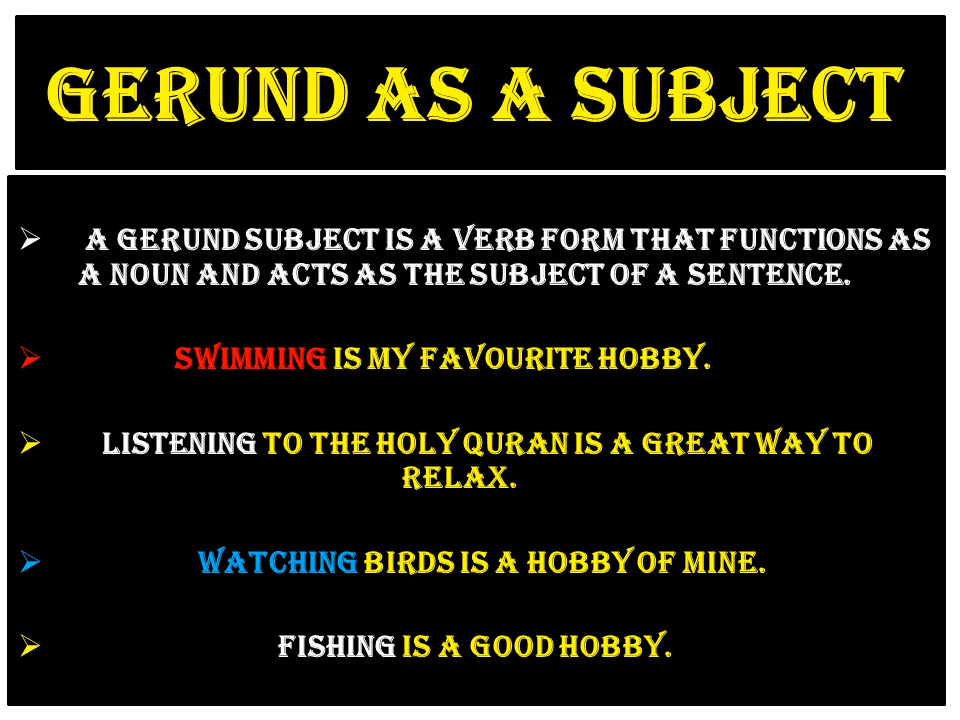 GERUND AS A SUBJECT
➢ A GERUND SUBJECT IS A VERB FORM THAT FUNCTIONS AS
A NOUN AND ACTS AS THE SUBJECT OF A SENTENCE.
➢ SWIMMING IS MY FAVOURITE HOBBY.
➢ LISTENING TO THE HOLY QURAN IS A GREAT WAY TO
RELAX.
➢ WATCHING BIRDS IS A HOBBY OF MINE.
➢ FISHING IS A GOOD HOBBY.